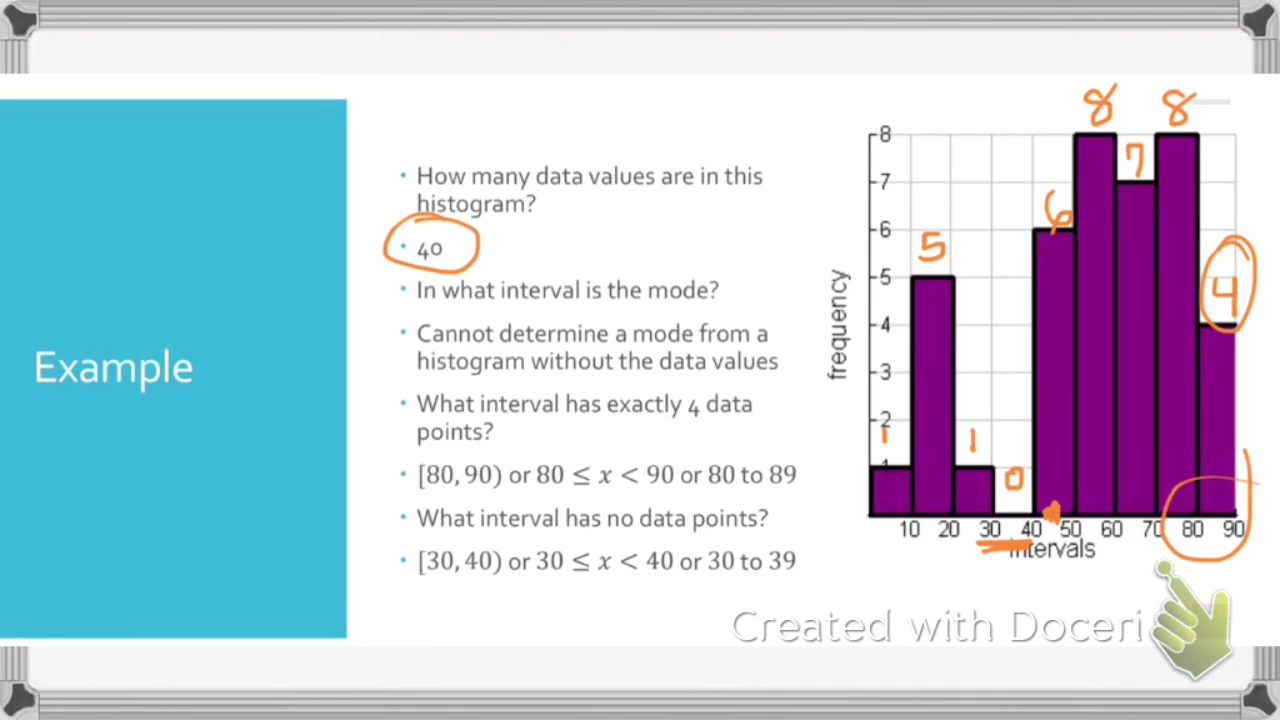 Example
• How many data values are in this
histogram?
• 40
• In what interval is the mode?
• Cannot determine a mode from a
histogram without the data values
• What interval has exactly 4 data
points?
• [80, 90) or 80 ≤ x < 90 or 80 to 89
• What interval has no data points?
• [30, 40) or 30 ≤ x < 40 or 30 to 39
8 8
7
6
5
4
1 1 0
frequency
8
7
6
5
4
3
2
1
10 20 30 40 50 60 70 80 90
intervals
Created with Doceri